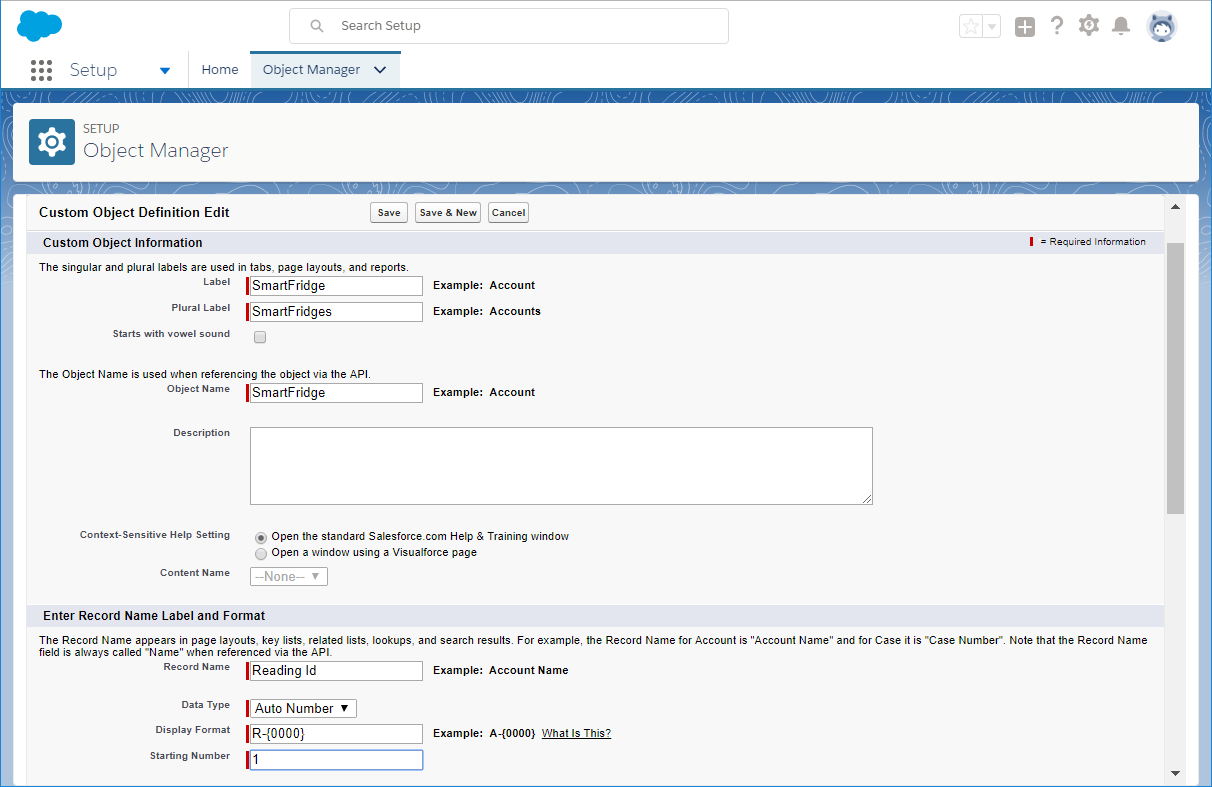 Search Setup
Setup Home Object Manager
SETUP
Object Manager
Custom Object Definition Edit Save Save & New Cancel
Custom Object Information = Required Information
The singular and plural labels are used in tabs, page layouts, and reports.
Label SmartFridge Example: Account
Plural Label SmartFridges Example: Accounts
Starts with vowel sound
The Object Name is used when referencing the object via the API.
Object Name SmartFridge Example: Account
Description
Context-Sensitive Help Setting Open the standard Salesforce.com Help & Training window
Open a window using a Visualforce page
Content Name --None--
Enter Record Name Label and Format
The Record Name appears in page layouts, key lists, related lists, lookups, and search results. For example, the Record Name for Account is "Account Name" and for Case it is "Case Number". Note that the Record Name
field is always called "Name" when referenced via the API.
Record Name Reading Id Example: Account Name
Data Type Auto Number
Display Format R-{0000} Example: A-{0000} What Is This?
Starting Number 1